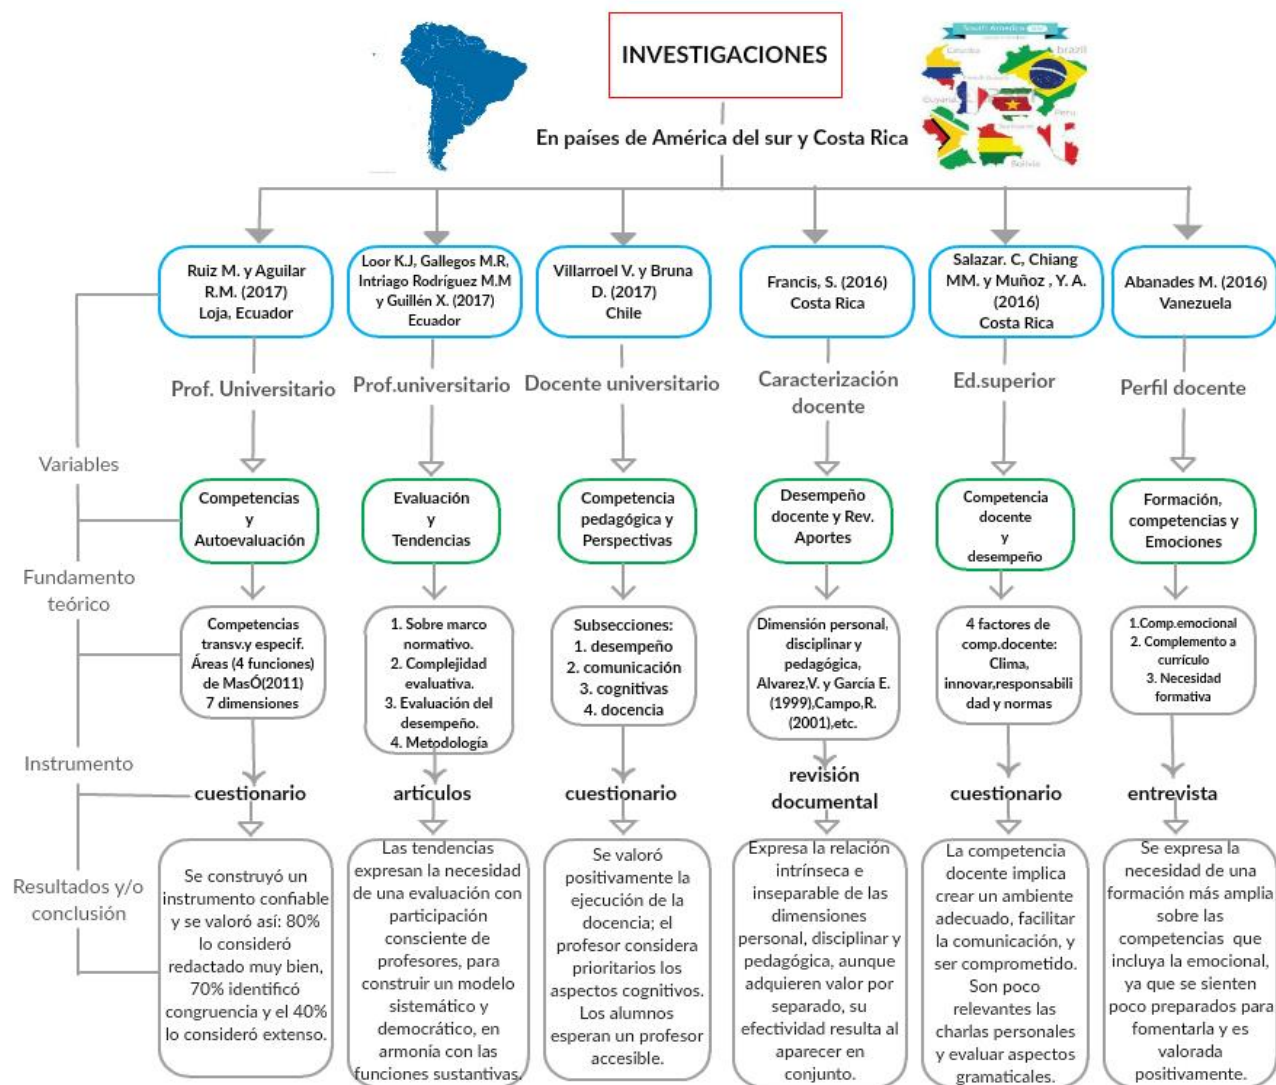 INVESTIGACIONES
South America
Colombia
brazil
Guyana
Peru
Suriname
Bolivia
En países de América del sur y Costa Rica
Ruiz M. y Aguilar
R.M. (2017)
Loja, Ecuador
Loor K.J, Gallegos M.R,
Intriago Rodríguez M.M
y Guillén X. (2017)
Ecuador
Villarroel V. y Bruna
D. (2017)
Chile
Francis, S. (2016)
Costa Rica
Salazar. C, Chiang
MM. y Muñoz , Y. A.
(2016)
Costa Rica
Abanades M. (2016)
Vanezuela
Prof. Universitario
Prof.universitario
Docente universitario
Caracterización
docente
Ed.superior
Perfil docente
Variables
Competencias
y
Autoevaluación
Evaluación
y
Tendencias
Competencia
pedagógica y
Perspectivas
Desempeño
docente y Rev.
Aportes
Competencia
docente
y
desempeño
Formación,
competencias y
Emociones
Fundamento
teórico
Competencias
transv.y especif.
Áreas (4 funciones)
de MasÓ(2011)
7 dimensiones
1. Sobre marco
normativo.
2. Complejidad
evaluativa.
3. Evaluación del
desempeño.
4. Metodología
Subsecciones:
1. desempeño
2. comunicación
3. cognitivas
4. docencia
Dimensión personal,
disciplinar y
pedagógica,
Alvarez,V. y García E.
(1999),Campo,R.
(2001),etc.
4 factores de
comp.docente:
Clima,
innovar,responsabili
dad y normas
1.Comp.emocional
2. Complemento a
currículo
3. Necesidad
formativa
Instrumento
cuestionario
artículos
cuestionario
revisión
documental
cuestionario
entrevista
Resultados y/o
conclusión
Se construyó un
instrumento confiable
y se valoró así: 80%
lo consideró
redactado muy bien,
70% identificó
congruencia y el 40%
lo consideró extenso.
Las tendencias
expresan la necesidad
de una evaluación con
participación
consciente de
profesores, para
construir un modelo
sistemático y
democrático, en
armonía con las
funciones sustantivas.
Se valoró
positivamente la
ejecución de la
docencia; el
profesor considera
prioritarios los
aspectos cognitivos.
Los alumnos
esperan un profesor
accesible.
Expresa la relación
intrínseca e
inseparable de las
dimensiones
personal, disciplinar y
pedagógica, aunque
adquieren valor por
separado, su
efectividad resulta al
aparecer en
conjunto.
La competencia
docente implica
crear un ambiente
adecuado, facilitar
la comunicación, y
ser comprometido.
Son poco
relevantes las
charlas personales
y evaluar aspectos
gramaticales.
Se expresa la
necesidad de una
formación más amplia
sobre las
competencias que
incluya la emocional,
ya que se sienten
poco preparados para
fomentarla y es
valorada
positivamente.